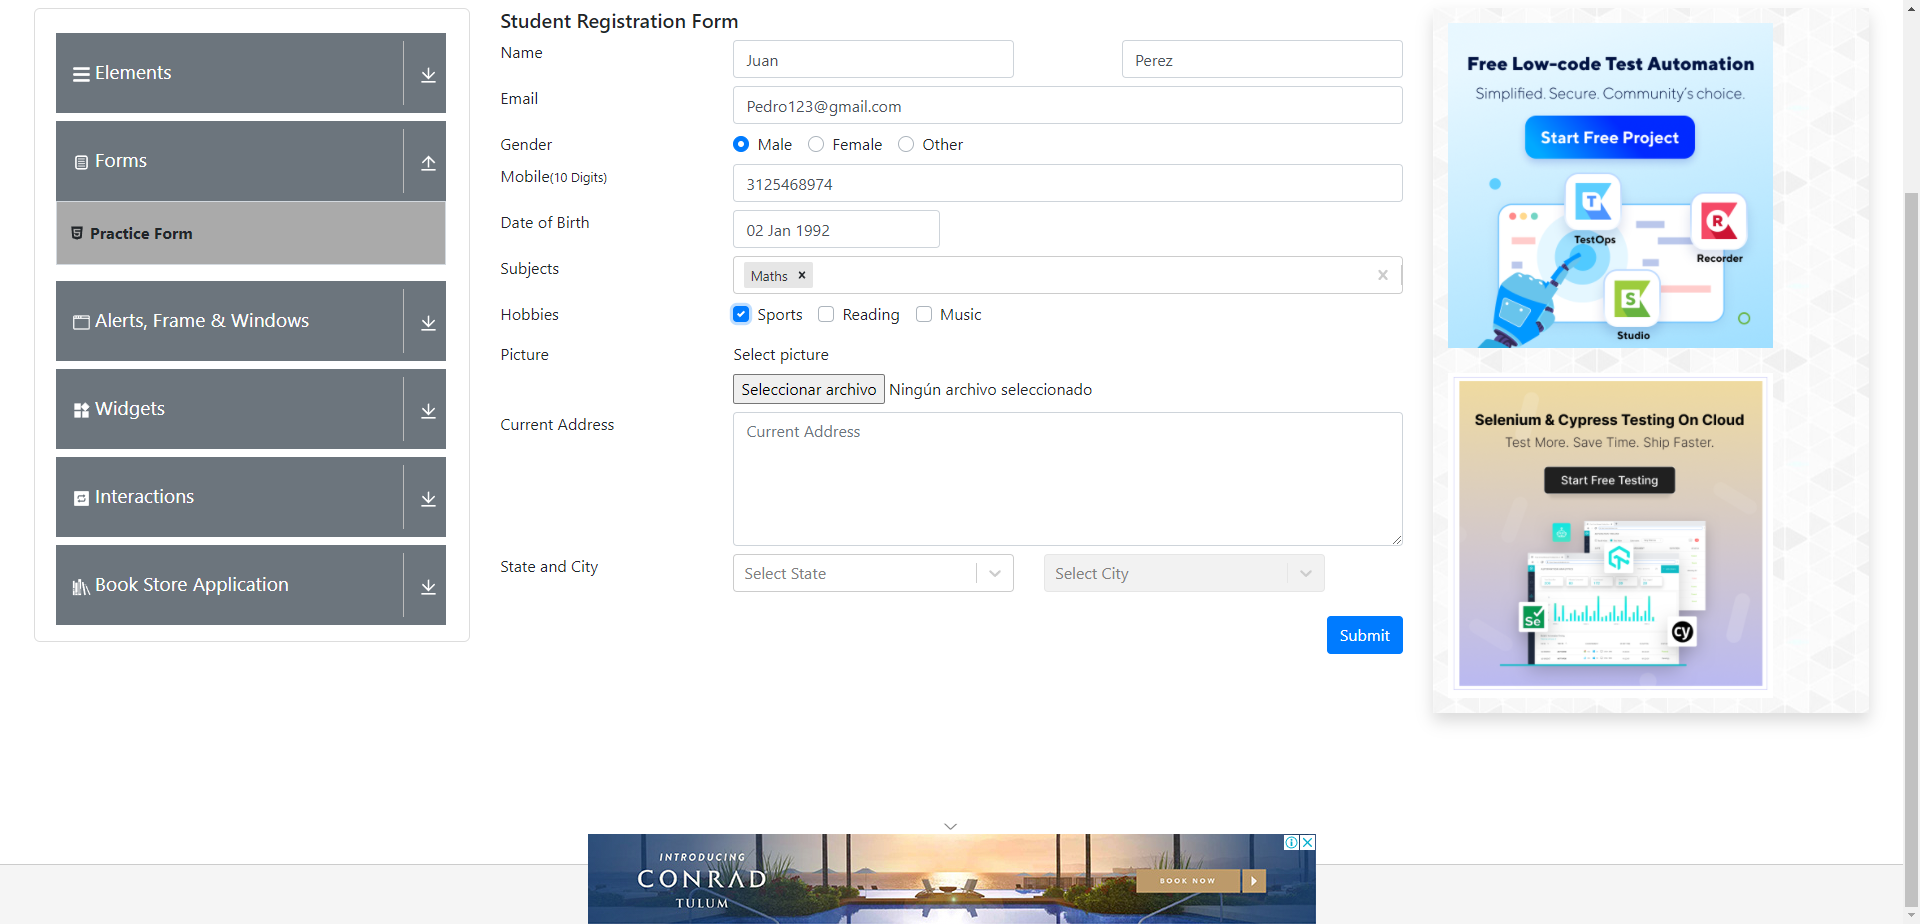 Elements
Forms
Practice Form
Alerts, Frame & Windows
Widgets
Interactions
Book Store Application
Student Registration Form
Name
Juan
Perez
Email
Pedro123@gmail.com
Gender
Male
Female
Other
Mobile(10 Digits)
3125468974
Date of Birth
02 Jan 1992
Subjects
Maths
Hobbies
Sports
Reading
Music
Picture
Select picture
Seleccionar archivo Ningún archivo seleccionado
Current Address
Current Address
State and City
Select State
Select City
Submit
Free Low-code Test Automation
Simplified. Secure. Community's choice.
Start Free Project
TestOps
Recorder
Studio
Selenium & Cypress Testing On Cloud
Test More. Save Time. Ship Faster.
Start Free Testing
Se
cy
INTRODUCING
CONRAD
TULUM
BOOK NOW